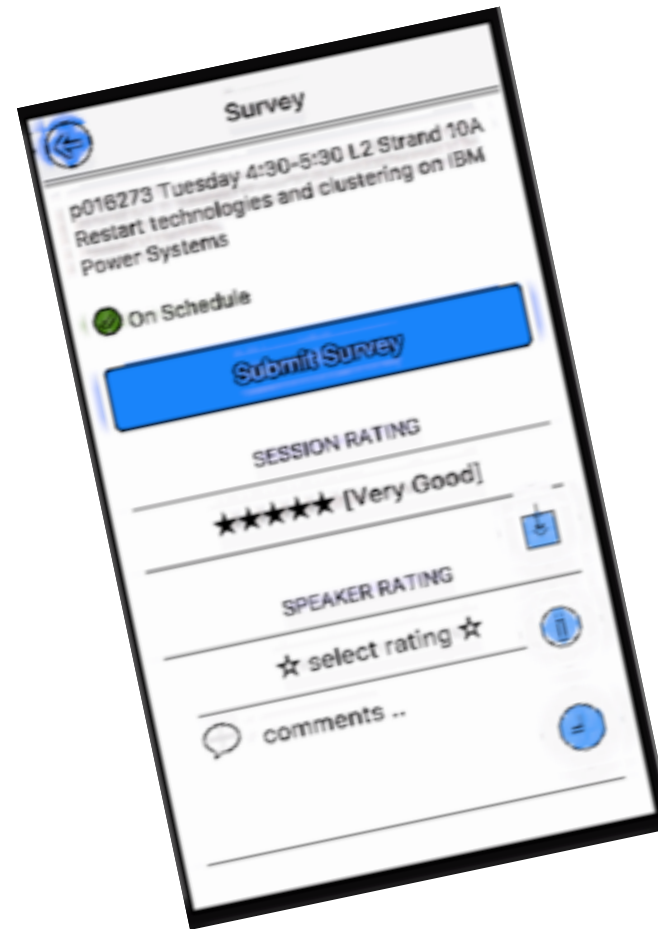 Survey
p016273 Tuesday 4:30-5:30 L2 Strand 10A
Restart technologies and clustering on IBM
Power Systems
On Schedule
Submit Survey
SESSION RATING
★★★★★ [Very Good]
SPEAKER RATING
☆ select rating ☆
comments ..